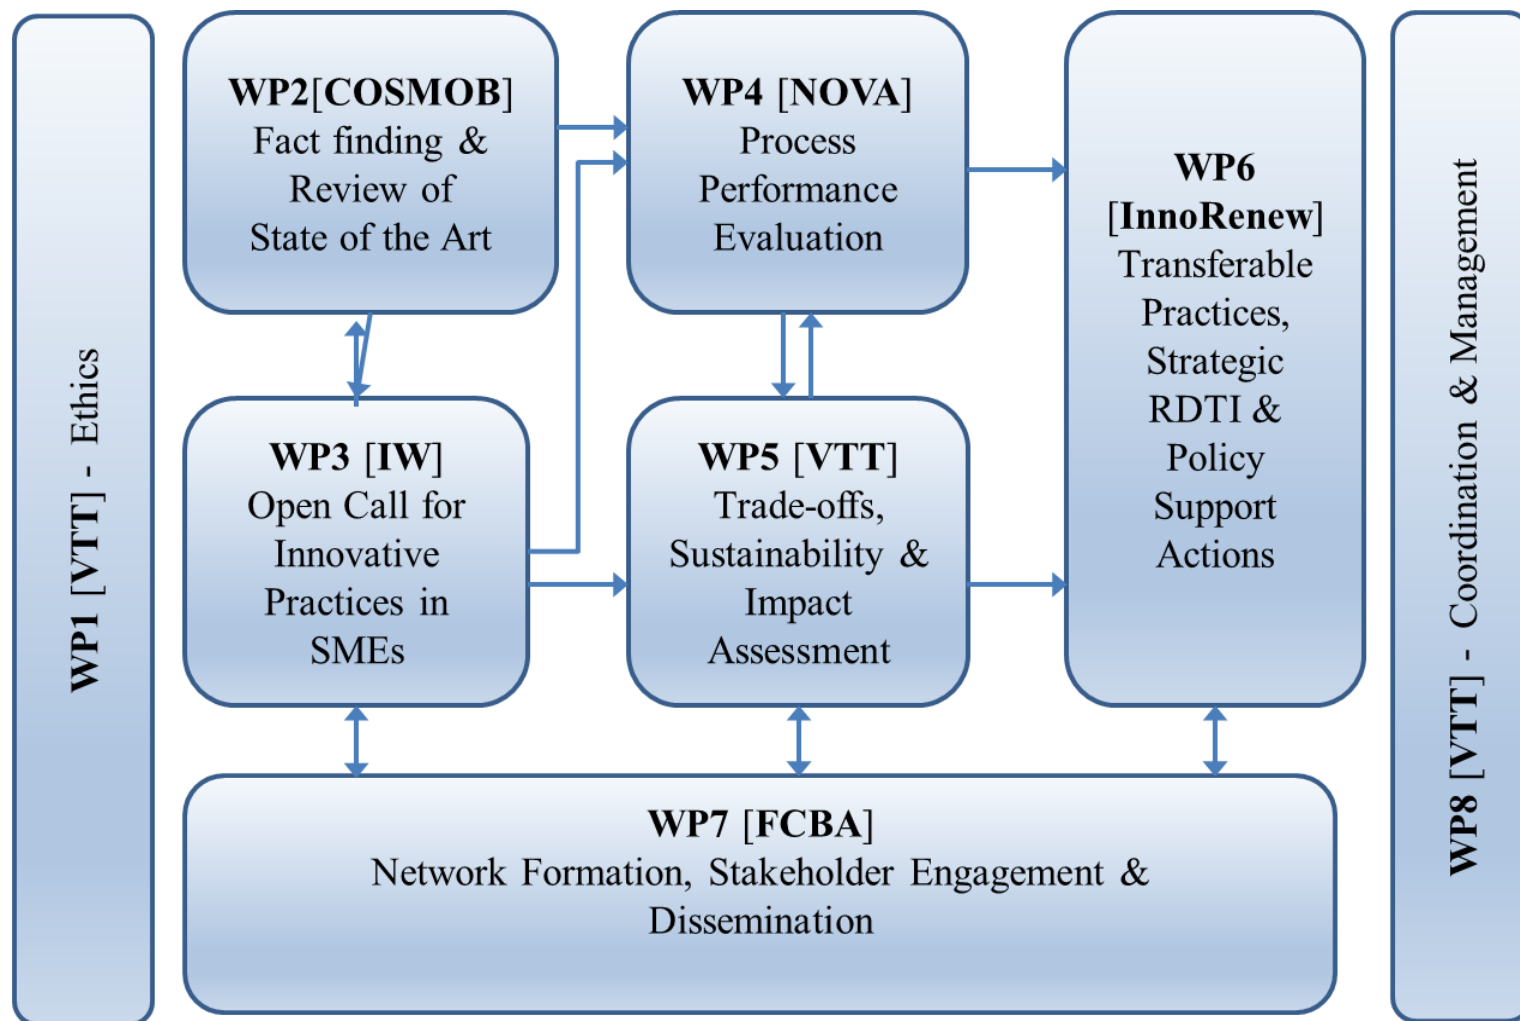 WP1 [VTT] - Ethics
WP2[COSMOB]
Fact finding &
Review of
State of the Art
WP4 [NOVA]
Process
Performance
Evaluation
WP6
[InnoRenew]
Transferable
Practices,
Strategic
RDTI &
Policy
Support
Actions
WP3 [IW]
Open Call for
Innovative
Practices in
SMEs
WP5 [VTT]
Trade-offs,
Sustainability &
Impact
Assessment
WP7 [FCBA]
Network Formation, Stakeholder Engagement &
Dissemination
WP8 [VTT] - Coordination & Management